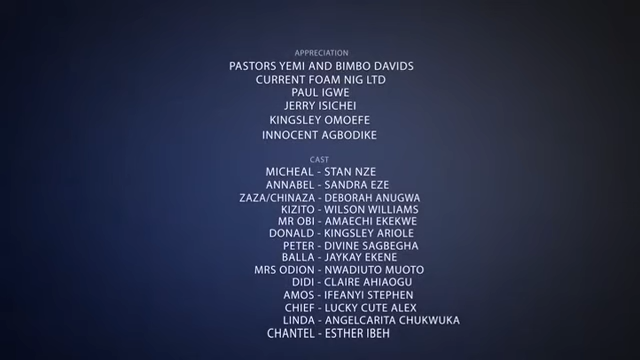 APPRECIATION
PASTORS YEMI AND BIMBO DAVIDS
CURRENT FOAM NIG LTD
PAUL IGWE
JERRY ISICHEI
KINGSLEY OMOEFE
INNOCENT AGBODIKE
CAST
MICHEAL - STAN NZE
ANNABEL - SANDRA EZE
ZAZA/CHINAZA - DEBORAH ANUGWA
KIZITO - WILSON WILLIAMS
MR OBI - AMAECHI EKEKWE
DONALD - KINGSLEY ARIOLE
PETER - DIVINE SAGBEGHA
BALLA - JAYKAY EKENE
MRS ODION - NWADIUTO MUOTO
DIDI - CLAIRE AHIAOGU
AMOS - IFEANYI STEPHEN
CHIEF - LUCKY CUTE ALEX
LINDA - ANGELCARITA CHUKWUKA
CHANTEL - ESTHER IBEH